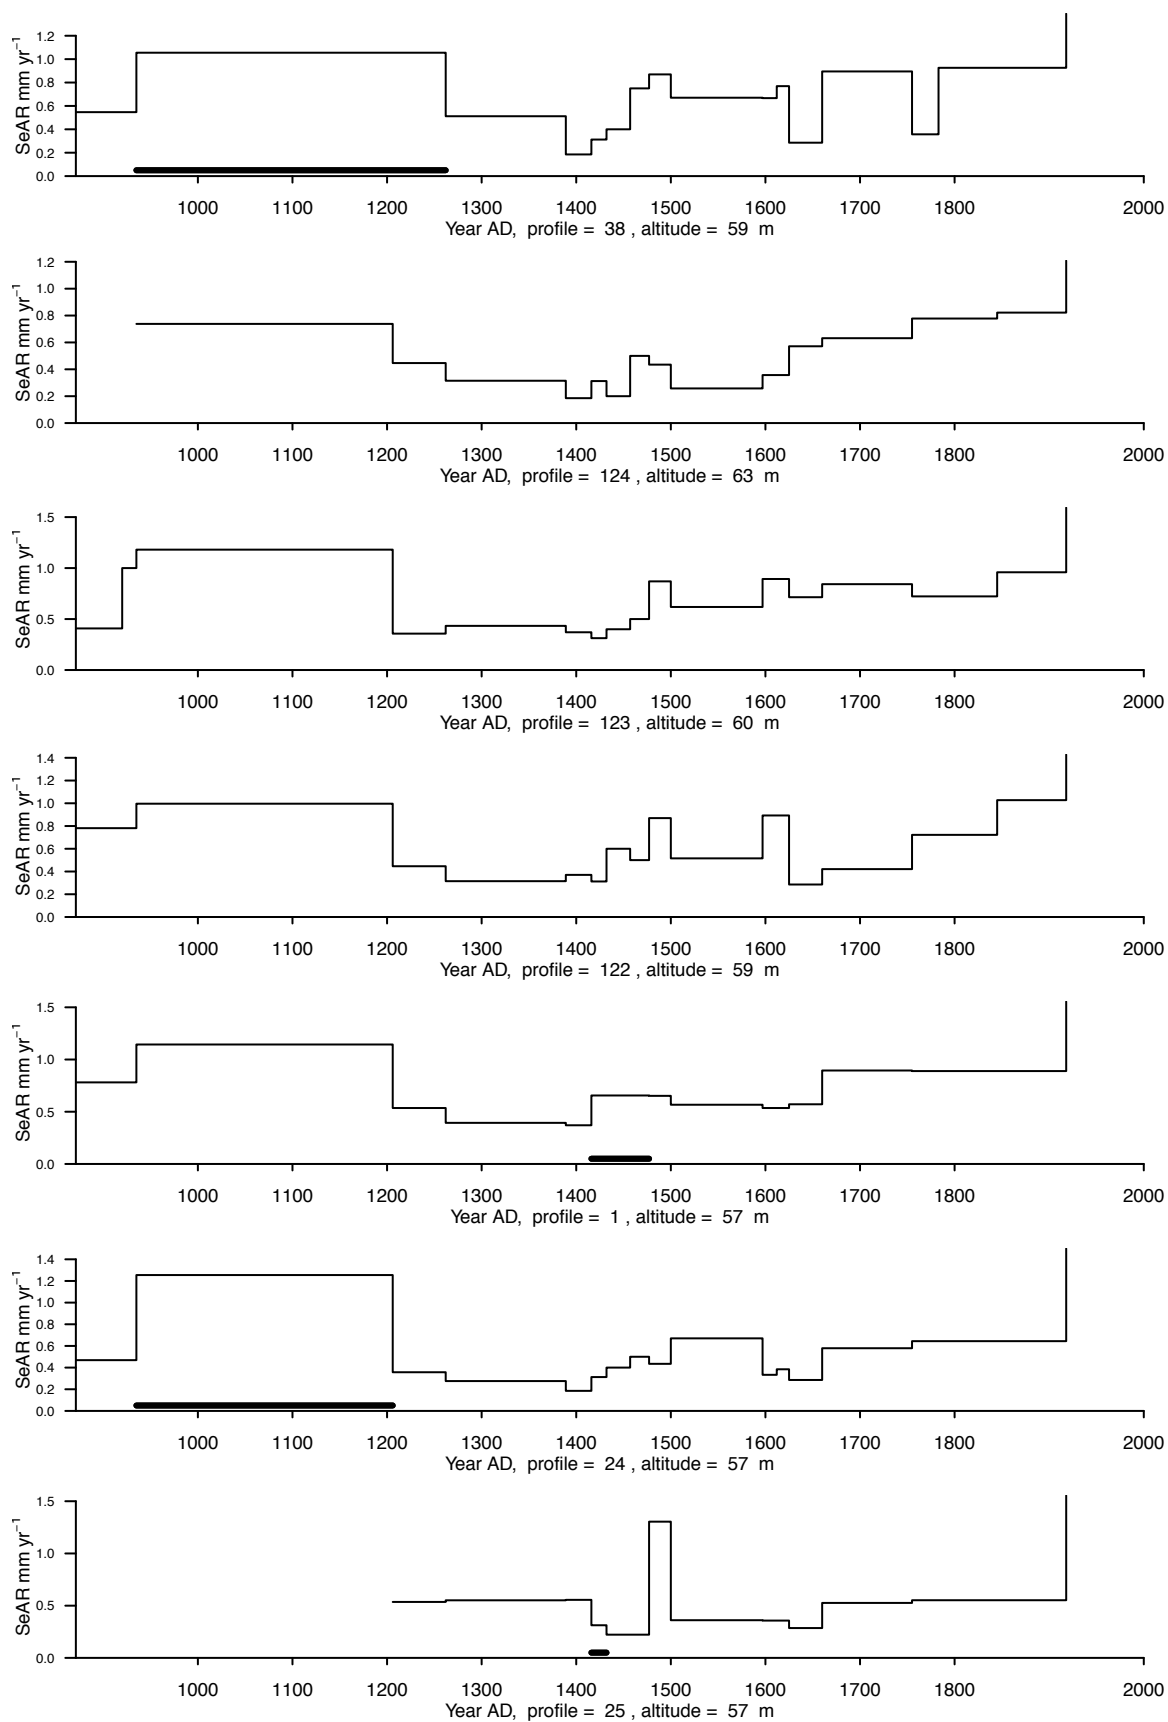 SeAR mm yr⁻¹
1.2
1.0
0.8
0.6
0.4
0.2
0.0
1000 1100 1200 1300 1400 1500 1600 1700 1800 2000
Year AD, profile = 38 , altitude = 59 m
SeAR mm yr⁻¹
1.2
1.0
0.8
0.6
0.4
0.2
0.0
1000 1100 1200 1300 1400 1500 1600 1700 1800 2000
Year AD, profile = 124 , altitude = 63 m
SeAR mm yr⁻¹
1.5
1.0
0.5
0.0
1000 1100 1200 1300 1400 1500 1600 1700 1800 2000
Year AD, profile = 123 , altitude = 60 m
SeAR mm yr⁻¹
1.4
1.2
1.0
0.8
0.6
0.4
0.2
0.0
1000 1100 1200 1300 1400 1500 1600 1700 1800 2000
Year AD, profile = 122 , altitude = 59 m
SeAR mm yr⁻¹
1.5
1.0
0.5
0.0
1000 1100 1200 1300 1400 1500 1600 1700 1800 2000
Year AD, profile = 1 , altitude = 57 m
SeAR mm yr⁻¹
1.4
1.2
1.0
0.8
0.6
0.4
0.2
0.0
1000 1100 1200 1300 1400 1500 1600 1700 1800 2000
Year AD, profile = 24 , altitude = 57 m
SeAR mm yr⁻¹
1.5
1.0
0.5
0.0
1000 1100 1200 1300 1400 1500 1600 1700 1800 2000
Year AD, profile = 25 , altitude = 57 m